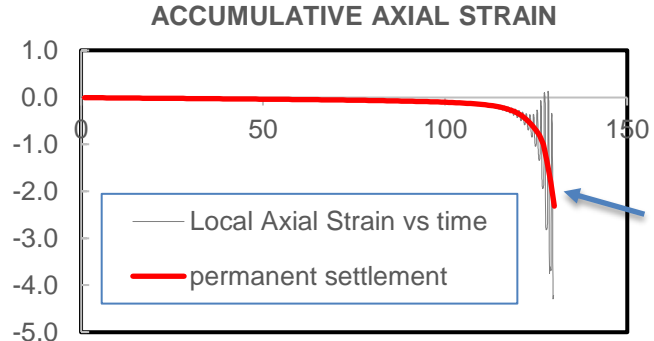 ACCUMULATIVE AXIAL STRAIN
1.0
0.0
0 50 100 150
-1.0
-2.0
Local Axial Strain vs time
-3.0
permanent settlement
-4.0
-5.0